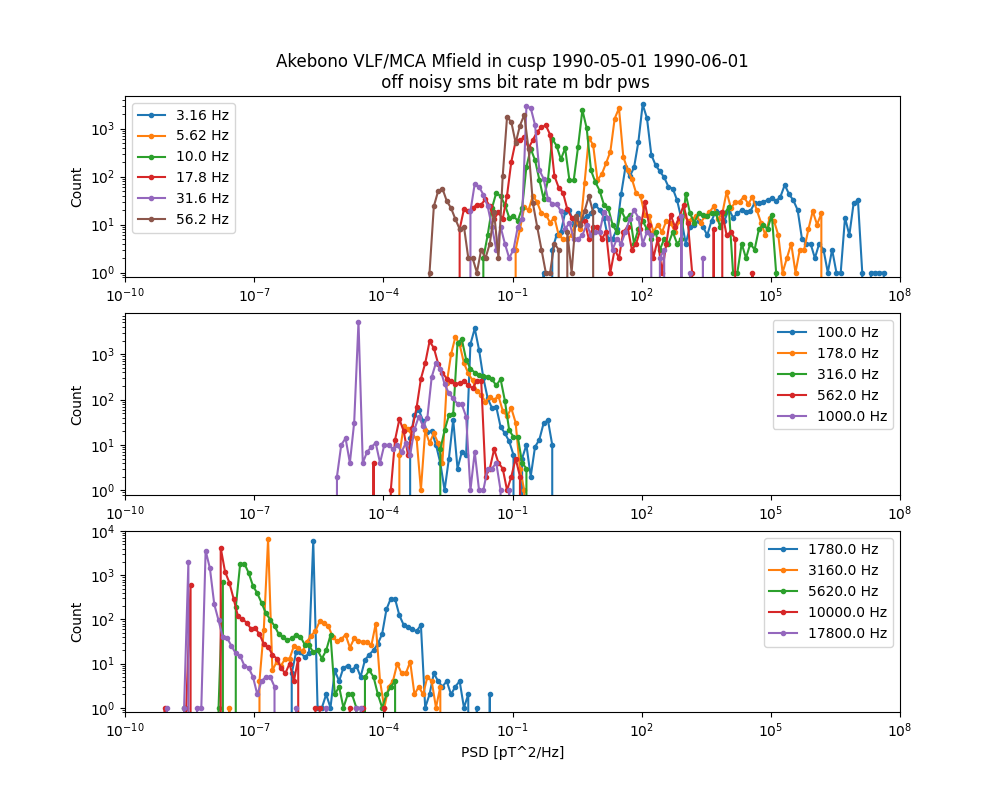 Akebono VLF/MCA Mfield in cusp 1990-05-01 1990-06-01
off noisy sms bit rate m bdr pws
Count
10^3
10^2
10^1
10^0
3.16 Hz
5.62 Hz
10.0 Hz
17.8 Hz
31.6 Hz
56.2 Hz
10^-10 10^-7 10^-4 10^-1 10^2 10^5 10^8
Count
10^3
10^2
10^1
10^0
100.0 Hz
178.0 Hz
316.0 Hz
562.0 Hz
1000.0 Hz
10^-10 10^-7 10^-4 10^-1 10^2 10^5 10^8
Count
10^4
10^3
10^2
10^1
10^0
1780.0 Hz
3160.0 Hz
5620.0 Hz
10000.0 Hz
17800.0 Hz
10^-10 10^-7 10^-4 10^-1 10^2 10^5 10^8
PSD [pT^2/Hz]